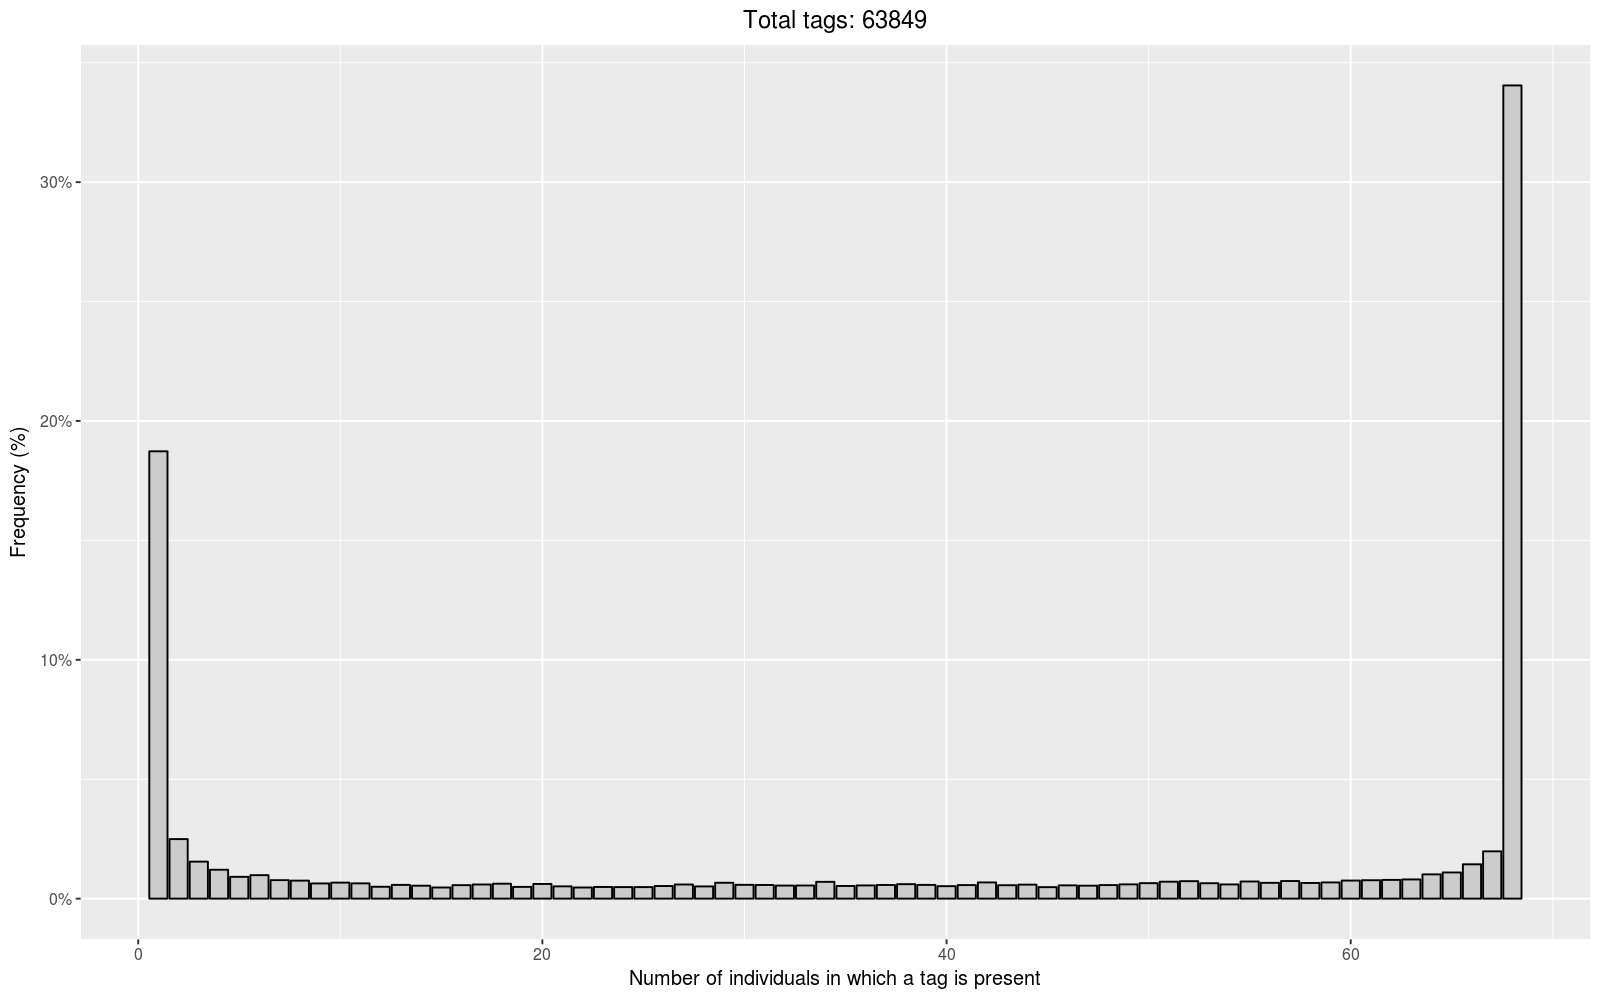 Total tags: 63849
30%
20%
10%
0%
Frequency (%)
0 20 40 60
Number of individuals in which a tag is present